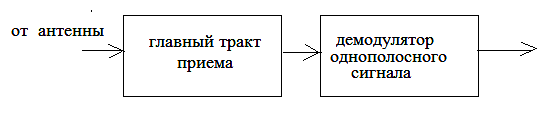 от антенны
главный тракт
приема
демодулятор
однополосного
сигнала